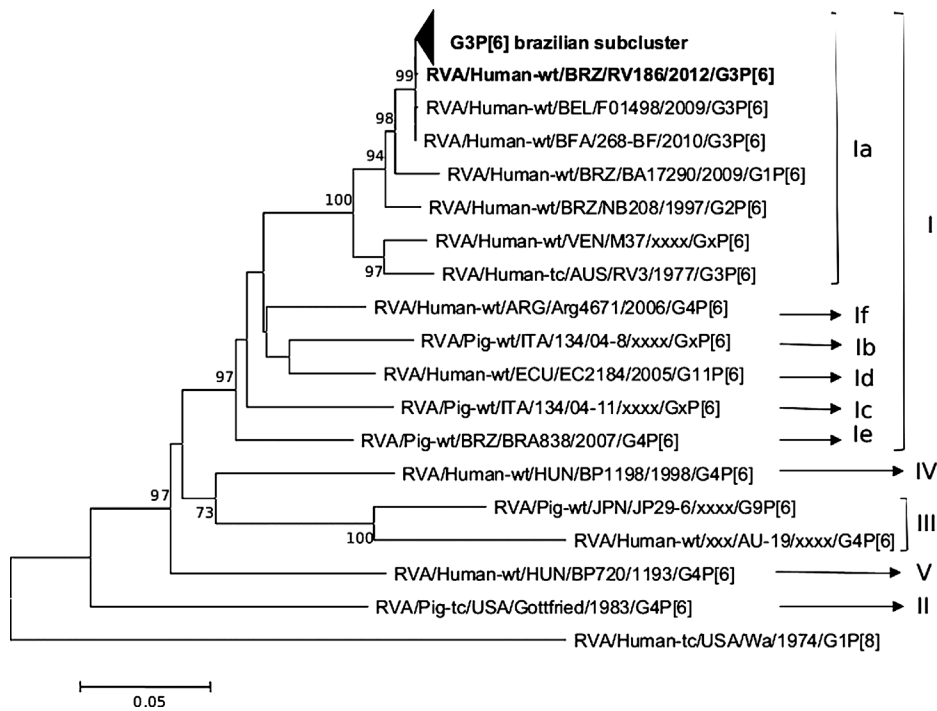 G3P[6] brazilian subcluster
99
RVA/Human-wt/BRZ/RV186/2012/G3P[6]
RVA/Human-wt/BEL/F01498/2009/G3P[6]
98
RVA/Human-wt/BFA/268-BF/2010/G3P[6]
Ia
94
RVA/Human-wt/BRZ/BA17290/2009/G1P[6]
100
RVA/Human-wt/BRZ/NB208/1997/G2P[6]
I
RVA/Human-wt/VEN/M37/xxxx/GxP[6]
97
RVA/Human-tc/AUS/RV3/1977/G3P[6]
RVA/Human-wt/ARG/Arg4671/2006/G4P[6]
If
RVA/Pig-wt/ITA/134/04-8/xxxx/GxP[6]
Ib
97
RVA/Human-wt/ECU/EC2184/2005/G11P[6]
Id
RVA/Pig-wt/ITA/134/04-11/xxxx/GxP[6]
Ic
RVA/Pig-wt/BRZ/BRA838/2007/G4P[6]
Ie
RVA/Human-wt/HUN/BP1198/1998/G4P[6]
IV
97
73
RVA/Pig-wt/JPN/JP29-6/xxxx/G9P[6]
III
100
RVA/Human-wt/xxx/AU-19/xxxx/G4P[6]
RVA/Human-wt/HUN/BP720/1193/G4P[6]
V
RVA/Pig-tc/USA/Gottfried/1983/G4P[6]
II
RVA/Human-tc/USA/Wa/1974/G1P[8]
0.05